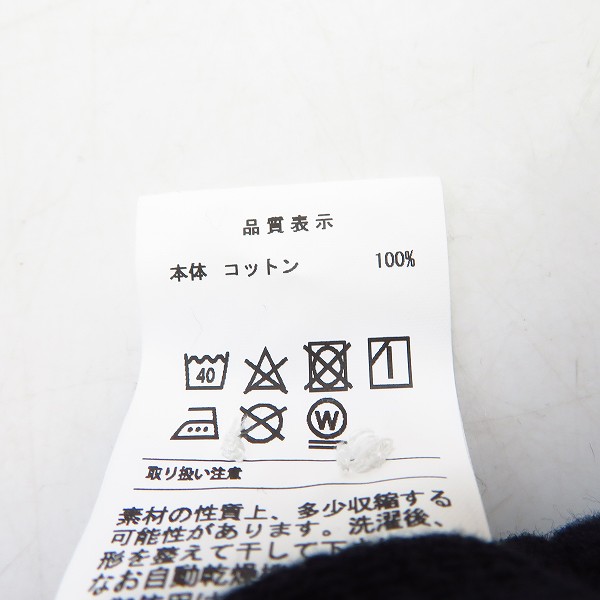 品質表示
本体 コットン 100%
40
W
取り扱い注意
素材の性質上、多少収縮する
可能性があります。洗濯後、
形を整えて干して下
なお自動乾燥